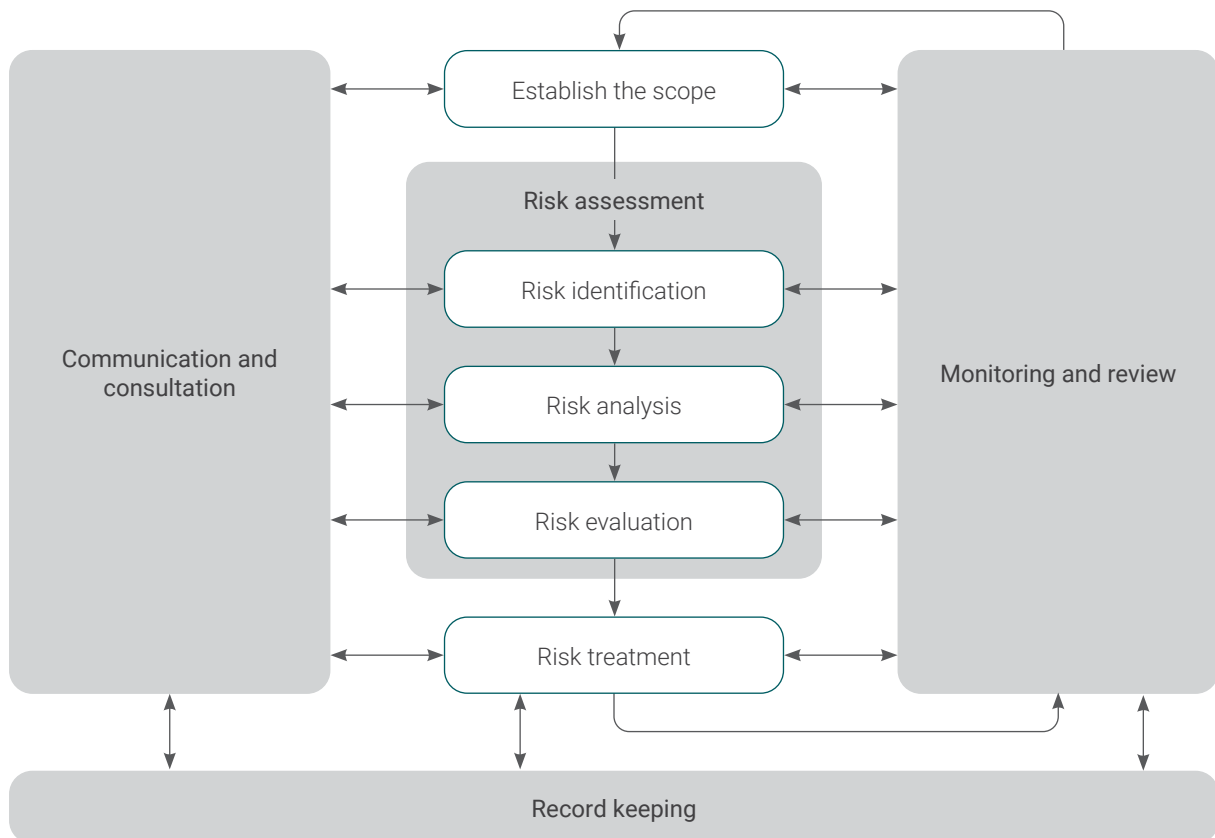 Establish the scope
Risk assessment
Risk identification
Communication and
consultation
Monitoring and review
Risk analysis
Risk evaluation
Risk treatment
Record keeping